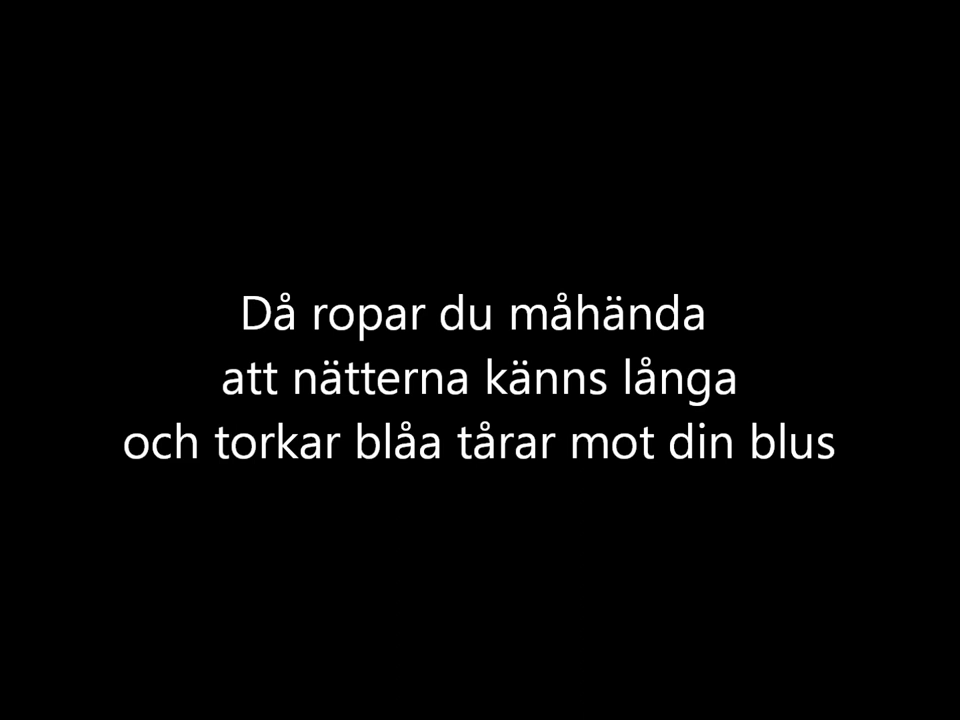 Då ropar du måhända
att nätterna känns långa
och torkar blåa tårar mot din blus